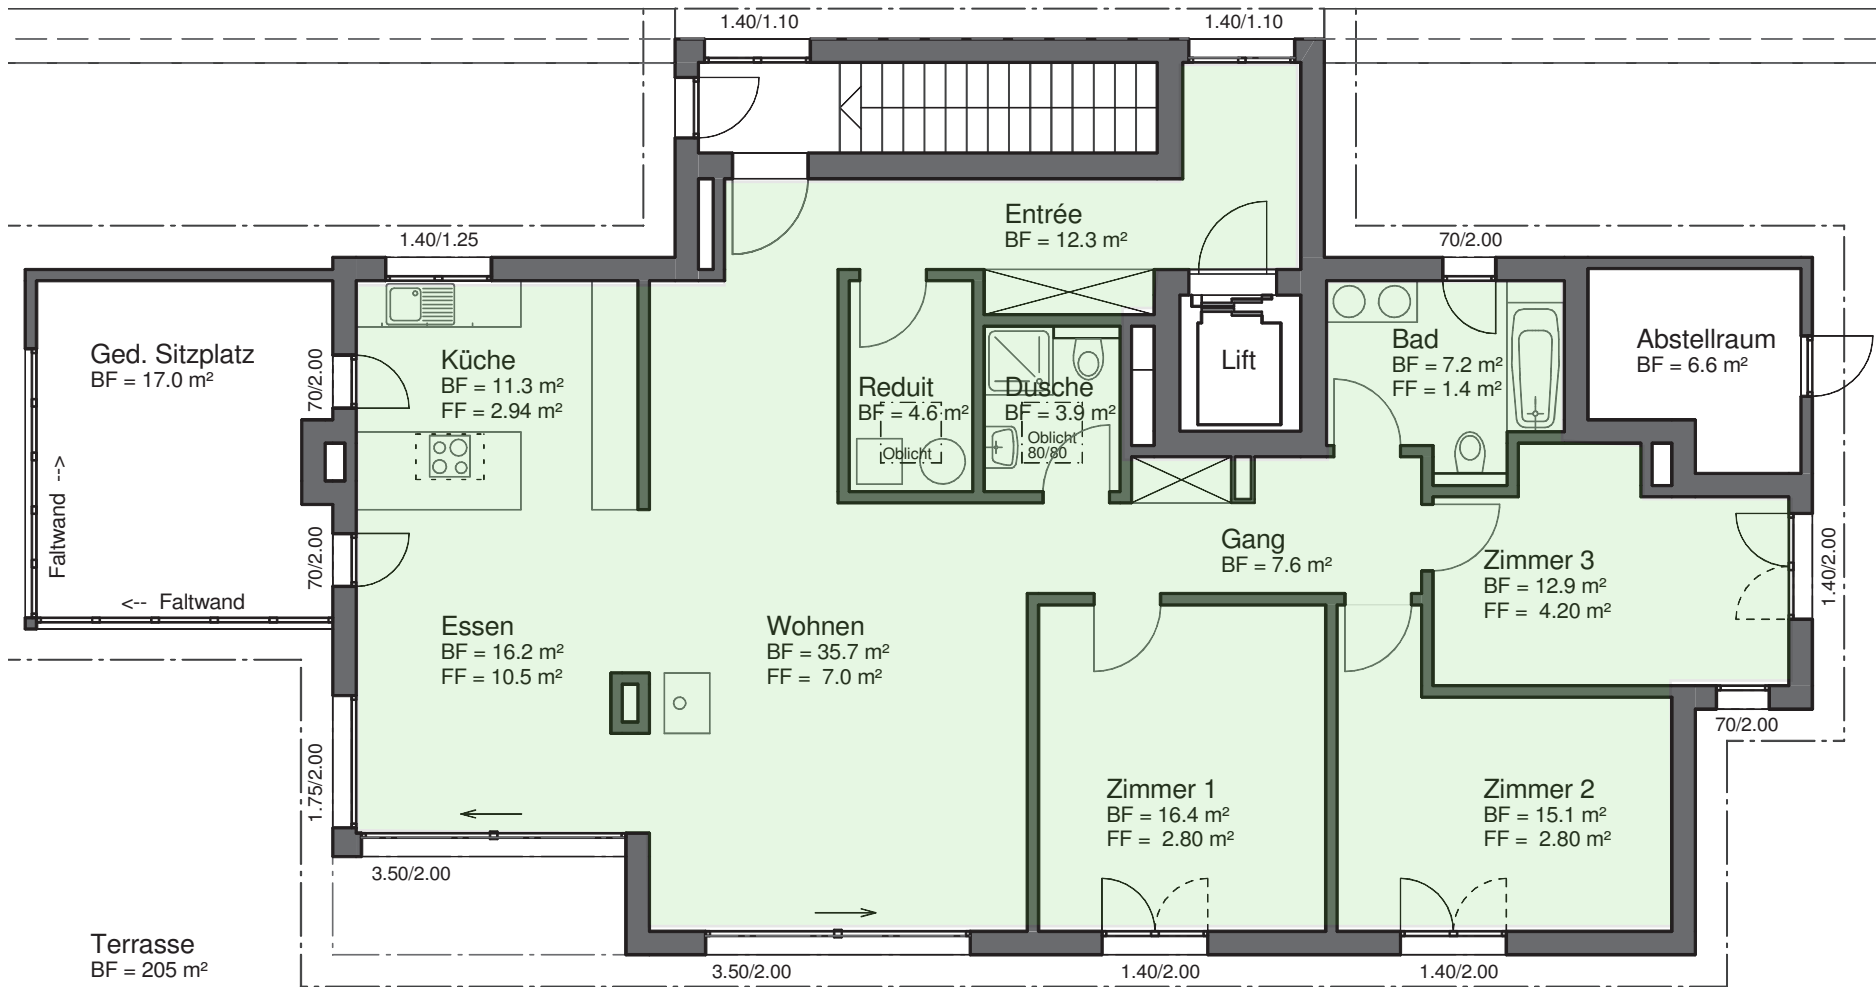 1.40/1.10
1.40/1.10
Entrée
BF = 12.3 m²
1.40/1.25
70/2.00
Ged. Sitzplatz
BF = 17.0 m²
70/2.00
Küche
BF = 11.3 m²
FF = 2.94 m²
Reduit
BF = 4.6 m²
Oblicht
Dusche
BF = 3.9 m²
Oblicht
80/80
Lift
Bad
BF = 7.2 m²
FF = 1.4 m²
Abstellraum
BF = 6.6 m²
Faltwand -->
<-- Faltwand
70/2.00
Gang
BF = 7.6 m²
Zimmer 3
BF = 12.9 m²
FF = 4.20 m²
1.40/2.00
Essen
BF = 16.2 m²
FF = 10.5 m²
Wohnen
BF = 35.7 m²
FF = 7.0 m²
70/2.00
1.75/2.00
Zimmer 1
BF = 16.4 m²
FF = 2.80 m²
Zimmer 2
BF = 15.1 m²
FF = 2.80 m²
3.50/2.00
Terrasse
BF = 205 m²
3.50/2.00
1.40/2.00
1.40/2.00